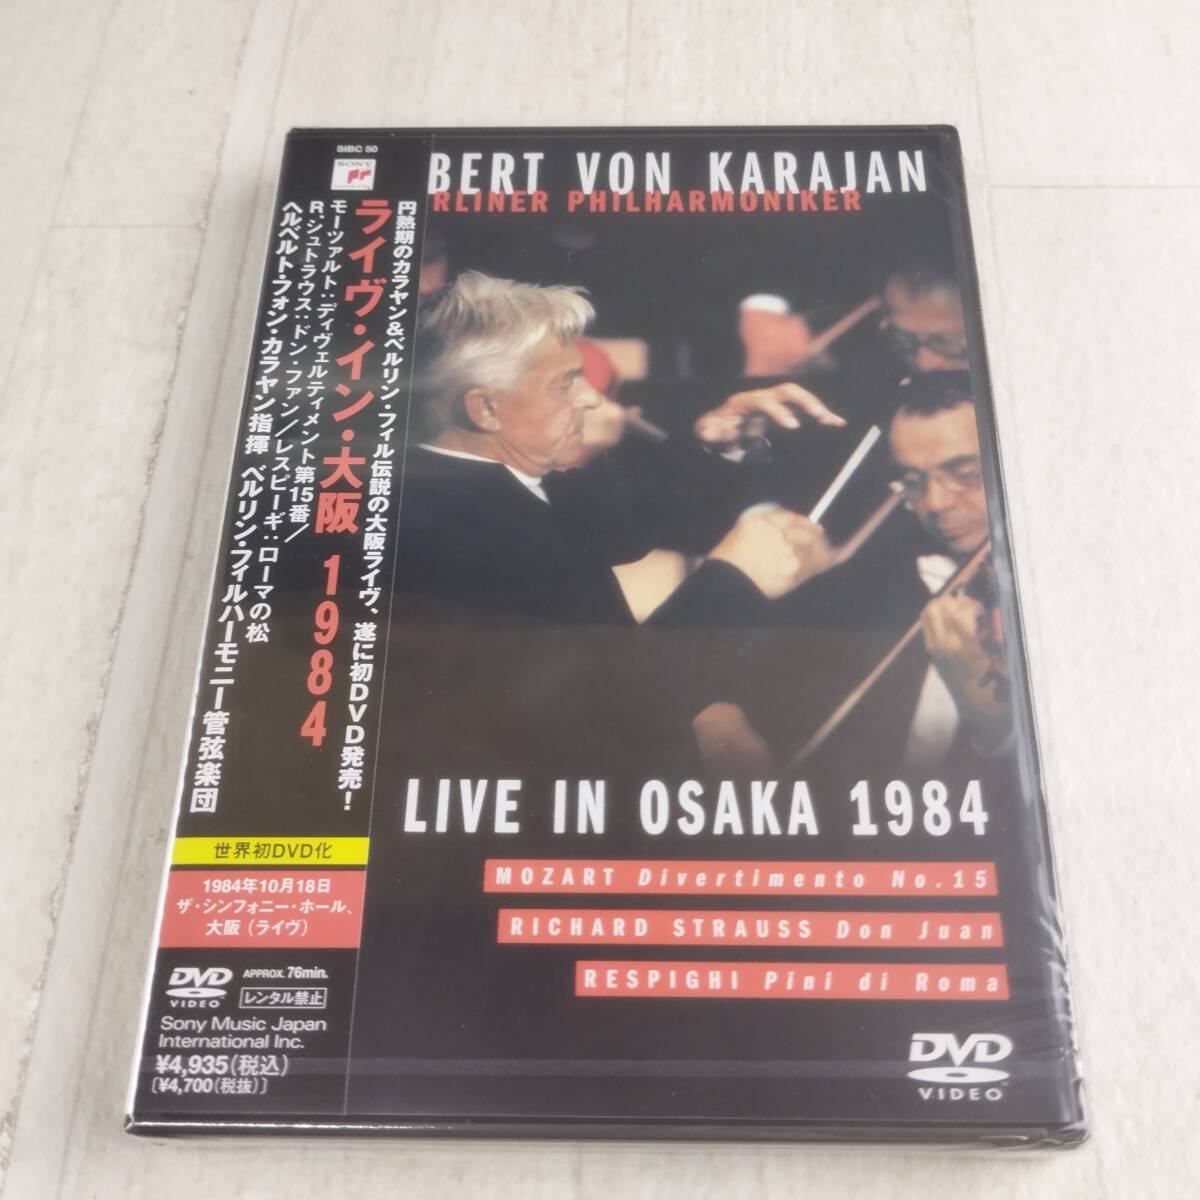 SIBC 50
SONY
円熟期のカラヤン&ベルリン・フィル伝説の大阪ライヴ、遂に初DVD発売!
ライヴ・イン・大阪 1984
モーツァルト:ディヴェルティメント第15番/
R.シュトラウス:ドン・ファン/レスピーギ:ローマの松
ヘルベルト・フォン・カラヤン指揮 ベルリン・フィルハーモニー管弦楽団
世界初DVD化
1984年10月18日
ザ・シンフォニー・ホール、
大阪(ライヴ)
DVD
VIDEO
APPROX. 76min.
レンタル禁止
Sony Music Japan
International Inc.
¥4,935(税込)
[¥4,700(税抜)]
BERT VON KARAJAN
RLINER PHILHARMONIKER
LIVE IN OSAKA 1984
MOZART Divertimento No.15
RICHARD STRAUSS Don Juan
RESPIGHI Pini di Roma
DVD
VIDEO